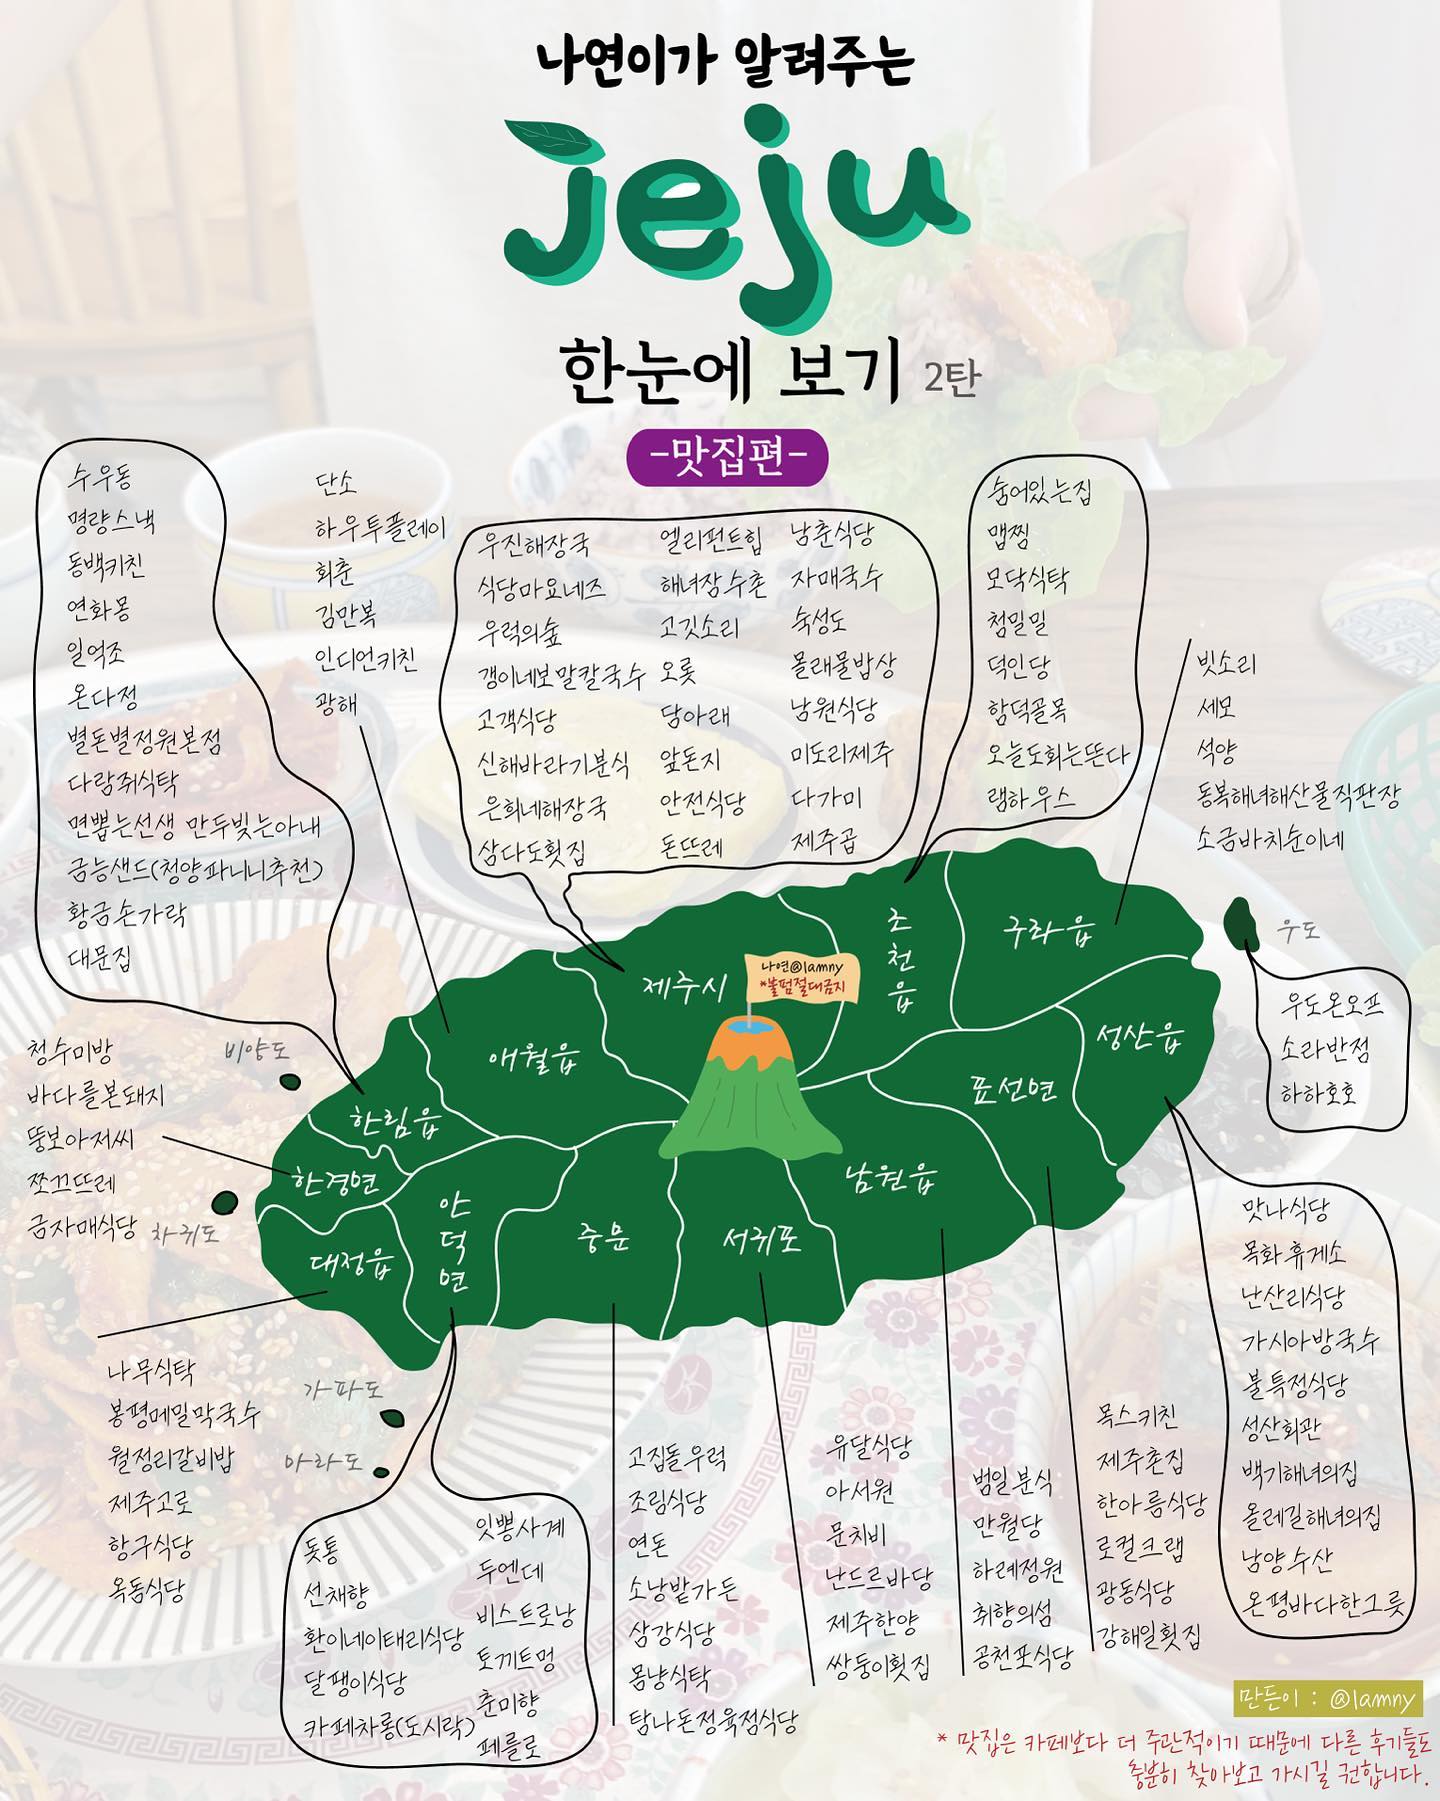 나연이가 알려주는
Jeju
한눈에 보기 2탄
-맛집편-
수우동
명랑스낵
동백키친
연화몽
일억조
온다정
별돈별정원본점
다람쥐식탁
면뽑는선생 만두빚는아내
금능샌드(청양파니니추천)
황금손가락
대문집
단소
하우투플레이
회춘
김만복
인디언키친
광해
우진해장국
식당마요네즈
우럭의숲
갱이네보말칼국수
고객식당
신해바라기분식
은희네해장국
삼다도횟집
엘리펀트힙
해녀잠수촌
고깃소리
오롯
담아래
앞돈지
안전식당
돈뜨레
남춘식당
자매국수
숙성도
몰래물밥상
남원식당
미도리제주
다가미
제주곱
숨어있는집
맵찜
모닥식탁
첨밀밀
덕인당
함덕골목
오늘도회는뜬다
램하우스
빗소리
세모
석양
동복해녀해산물직판장
소금바치순이네
우도
우도온오프
소라반점
하하호호
제주시
나연@1amny
*불펌절대금지
조천읍
구좌읍
애월읍
성산읍
표선면
한림읍
한경면
안덕면
중문
서귀포
남원읍
대정읍
청수미방
바다를본돼지
뚱보아저씨
쪼끄뜨레
금자매식당
비양도
차귀도
가파도
마라도
나무식탁
봉평메밀막국수
월정리갈비밥
제주고로
항구식당
옥돔식당
돗통
선채향
환이네이태리식당
달팽이식당
카페차롱(도시락)
잇뽕사계
두엔데
비스트로낭
토끼트멍
춘미향
페를로
고집돌우럭
조림식당
연돈
소낭밭가든
삼강식당
몸냥식탁
탐나돈정육점식당
유달식당
아서원
문치비
난드르바당
제주한양
쌍둥이횟집
범일분식
만월당
하례정원
취향의섬
공천포식당
목스키친
제주촌집
한아름식당
로컬크랩
광동식당
강해일횟집
맛나식당
목화휴게소
난산리식당
가시아방국수
불특정식당
성산회관
백기해녀의집
올레길해녀의집
남양수산
온평바다한그릇
만든이 : @1amny
* 맛집은 카페보다 더 주관적이기 때문에 다른 후기들도
충분히 찾아보고 가시길 권합니다.